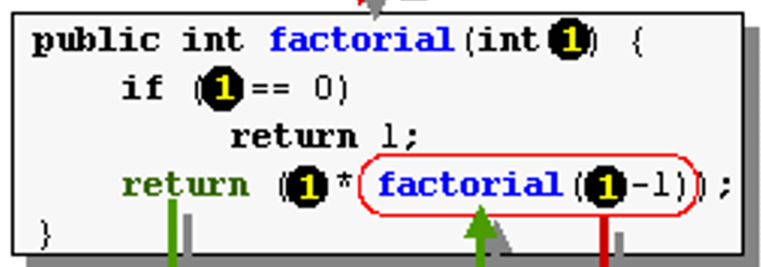 public int factorial(int 1) {
if (1 == 0)
return 1;
return (1 * factorial(1-1));
}